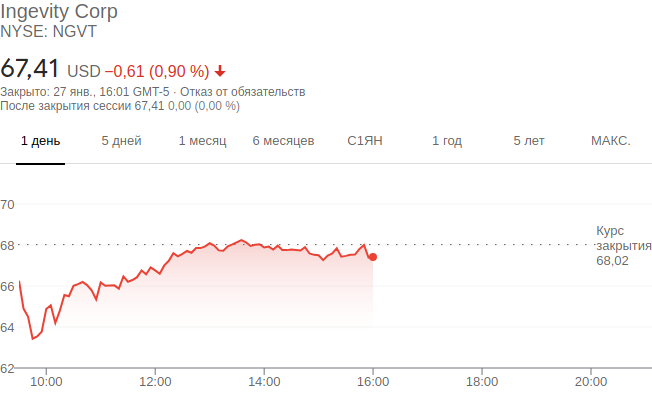 Ingevity Corp
NYSE: NGVT
67,41 USD −0,61 (0,90 %)
Закрыто: 27 янв., 16:01 GMT-5 · Отказ от обязательств
После закрытия сессии 67,41 0,00 (0,00 %)
1 день 5 дней 1 месяц 6 месяцев С1ЯН 1 год 5 лет МАКС.
70
68
66
64
62
Курс
закрытия
68,02
10:00 12:00 14:00 16:00 18:00 20:00